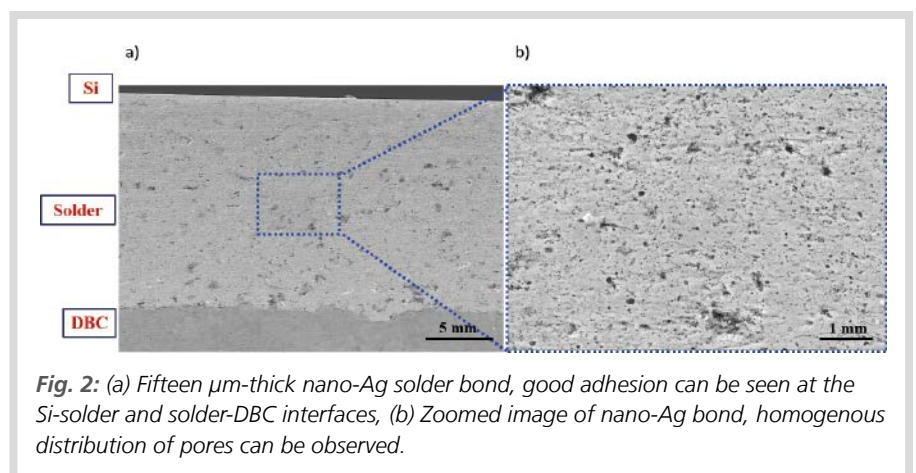 a)
b)
Si
Solder
DBC
5 mm
1 mm
Fig. 2: (a) Fifteen µm-thick nano-Ag solder bond, good adhesion can be seen at the
Si-solder and solder-DBC interfaces, (b) Zoomed image of nano-Ag bond, homogenous
distribution of pores can be observed.